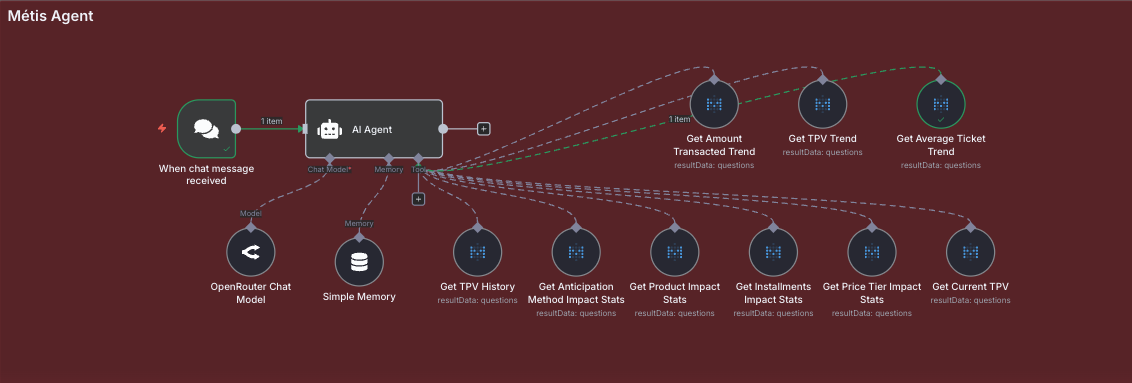 Métis Agent
1 item
AI Agent
When chat message
received
Chat Model*
Memory
Tool
1 item
Get Amount
Transacted Trend
resultData: questions
Get TPV Trend
resultData: questions
Get Average Ticket
Trend
resultData: questions
Model
OpenRouter Chat
Model
Memory
Simple Memory
Get TPV History
resultData: questions
Get Anticipation
Method Impact Stats
resultData: questions
Get Product Impact
Stats
resultData: questions
Get Installments
Impact Stats
resultData: questions
Get Price Tier Impact
Stats
resultData: questions
Get Current TPV
resultData: questions